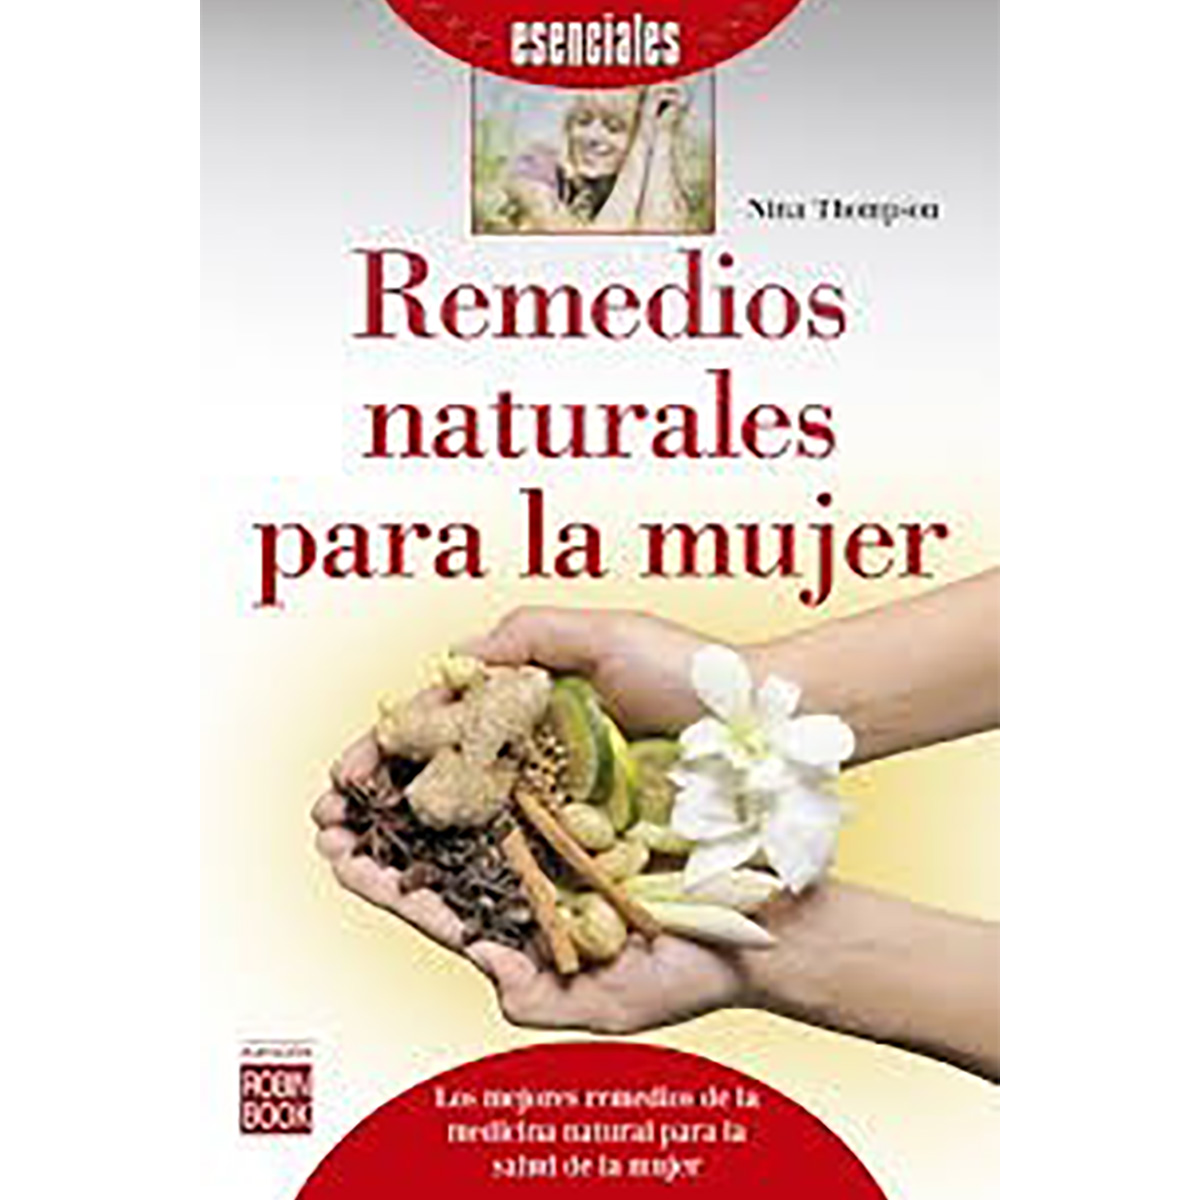 esenciales
Nina Thompson
Remedios
naturales
para la mujer
ROBIN
BOOK
Los mejores remedios de la
medicina natural para la
salud de la mujer